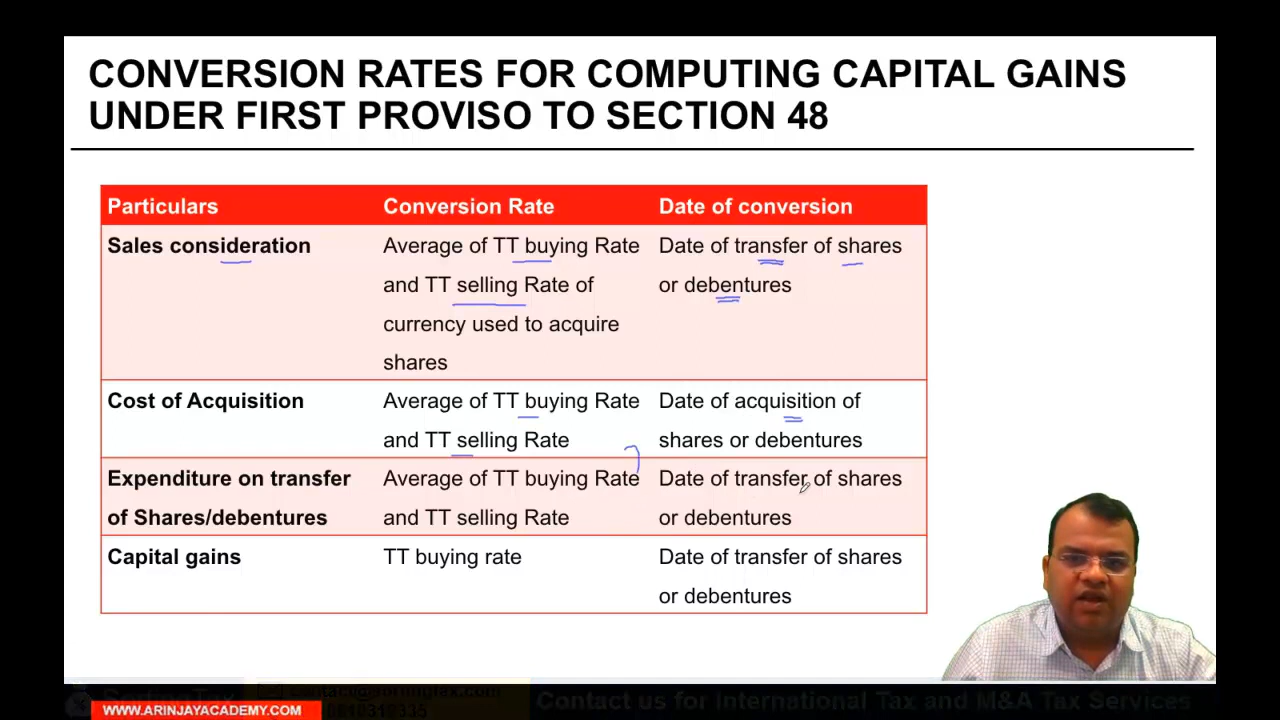 CONVERSION RATES FOR COMPUTING CAPITAL GAINS
UNDER FIRST PROVISO TO SECTION 48
Particulars Conversion Rate Date of conversion
Sales consideration Average of TT buying Rate Date of transfer of shares
and TT selling Rate of or debentures
currency used to acquire
shares
Cost of Acquisition Average of TT buying Rate Date of acquisition of
and TT selling Rate shares or debentures
Expenditure on transfer Average of TT buying Rate Date of transfer of shares
of Shares/debentures and TT selling Rate or debentures
Capital gains TT buying rate Date of transfer of shares
or debentures
Contact us for International Tax and M&A Tax Services
WWW.ARINJAYACADEMY.COM